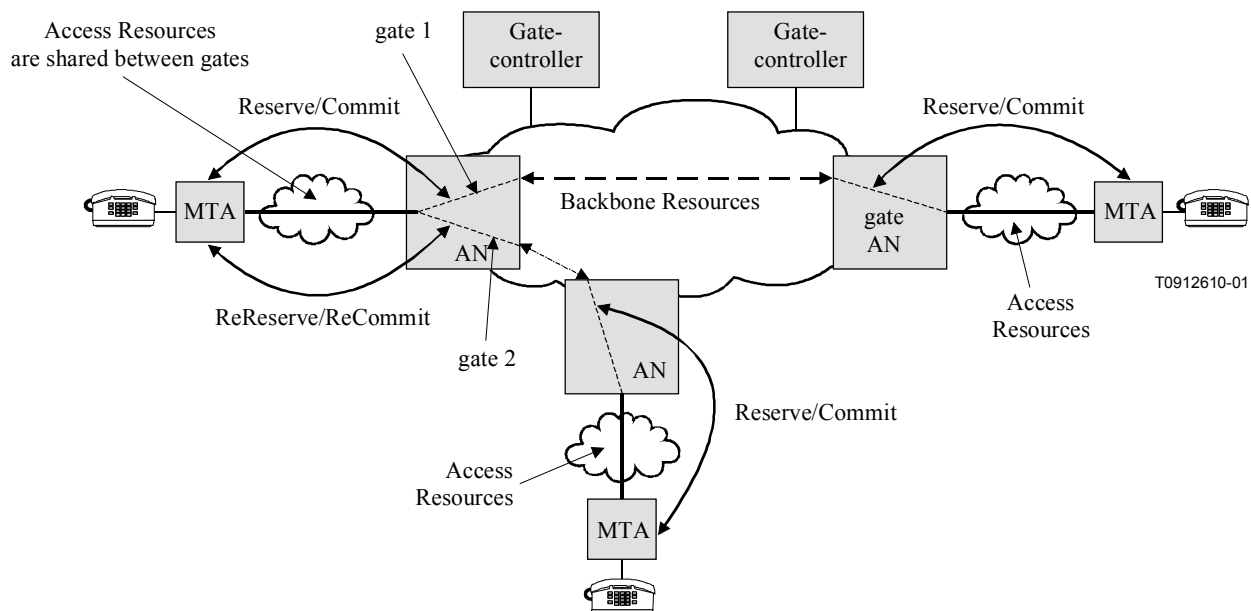 Access Resources
are shared between gates
gate 1
Gate-
controller
Gate-
controller
Reserve/Commit
Reserve/Commit
MTA
Backbone Resources
gate
AN
MTA
AN
T0912610-01
ReReserve/ReCommit
Access
Resources
gate 2
AN
Reserve/Commit
Access
Resources
MTA